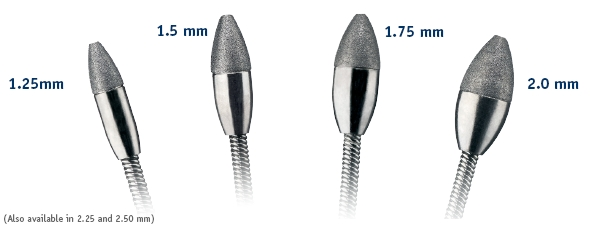 1.25mm
1.5 mm
1.75 mm
2.0 mm
(Also available in 2.25 and 2.50 mm)